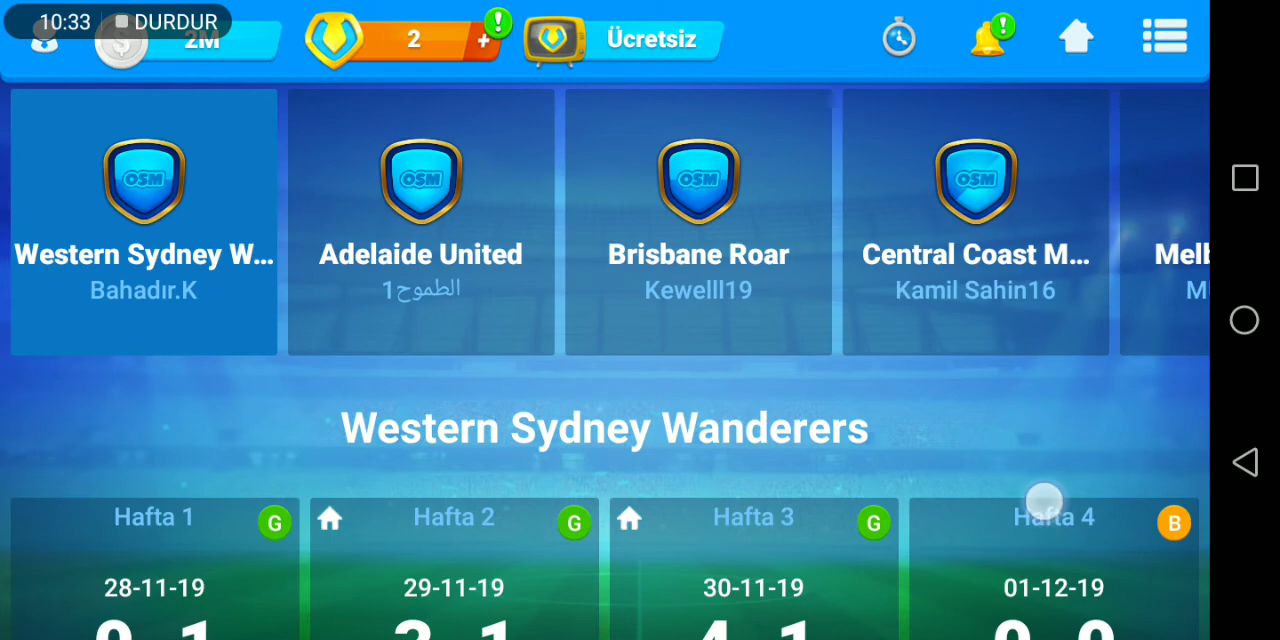 10:33 DURDUR
2M
2
+
Ücretsiz
OSM
OSM
OSM
OSM
Western Sydney W...
Adelaide United
Brisbane Roar
Central Coast M...
Bahadır.K
الطموح1
Kewelll19
Kamil Sahin16
M
Western Sydney Wanderers
Hafta 1
G
Hafta 2
G
Hafta 3
G
Hafta 4
B
28-11-19
29-11-19
30-11-19
01-12-19